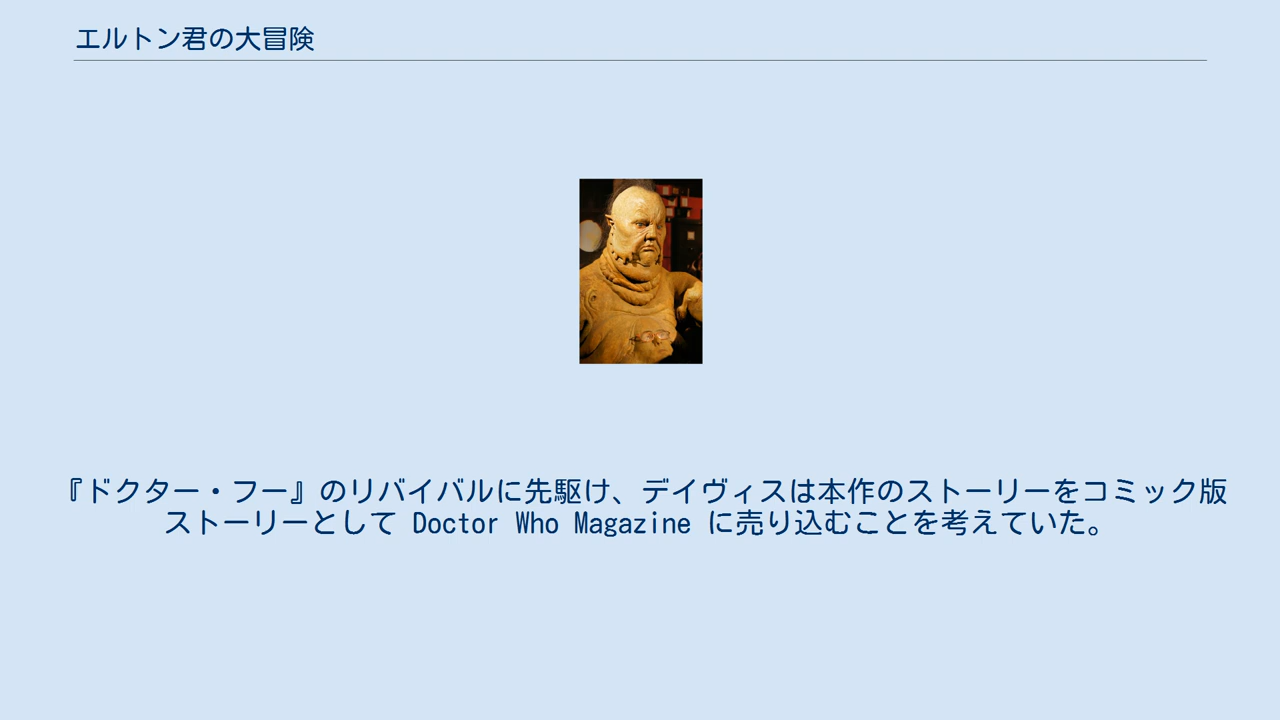 エルトン君の大冒険
『ドクター・フー』のリバイバルに先駆け、デイヴィスは本作のストーリーをコミック版
ストーリーとして Doctor Who Magazine に売り込むことを考えていた。